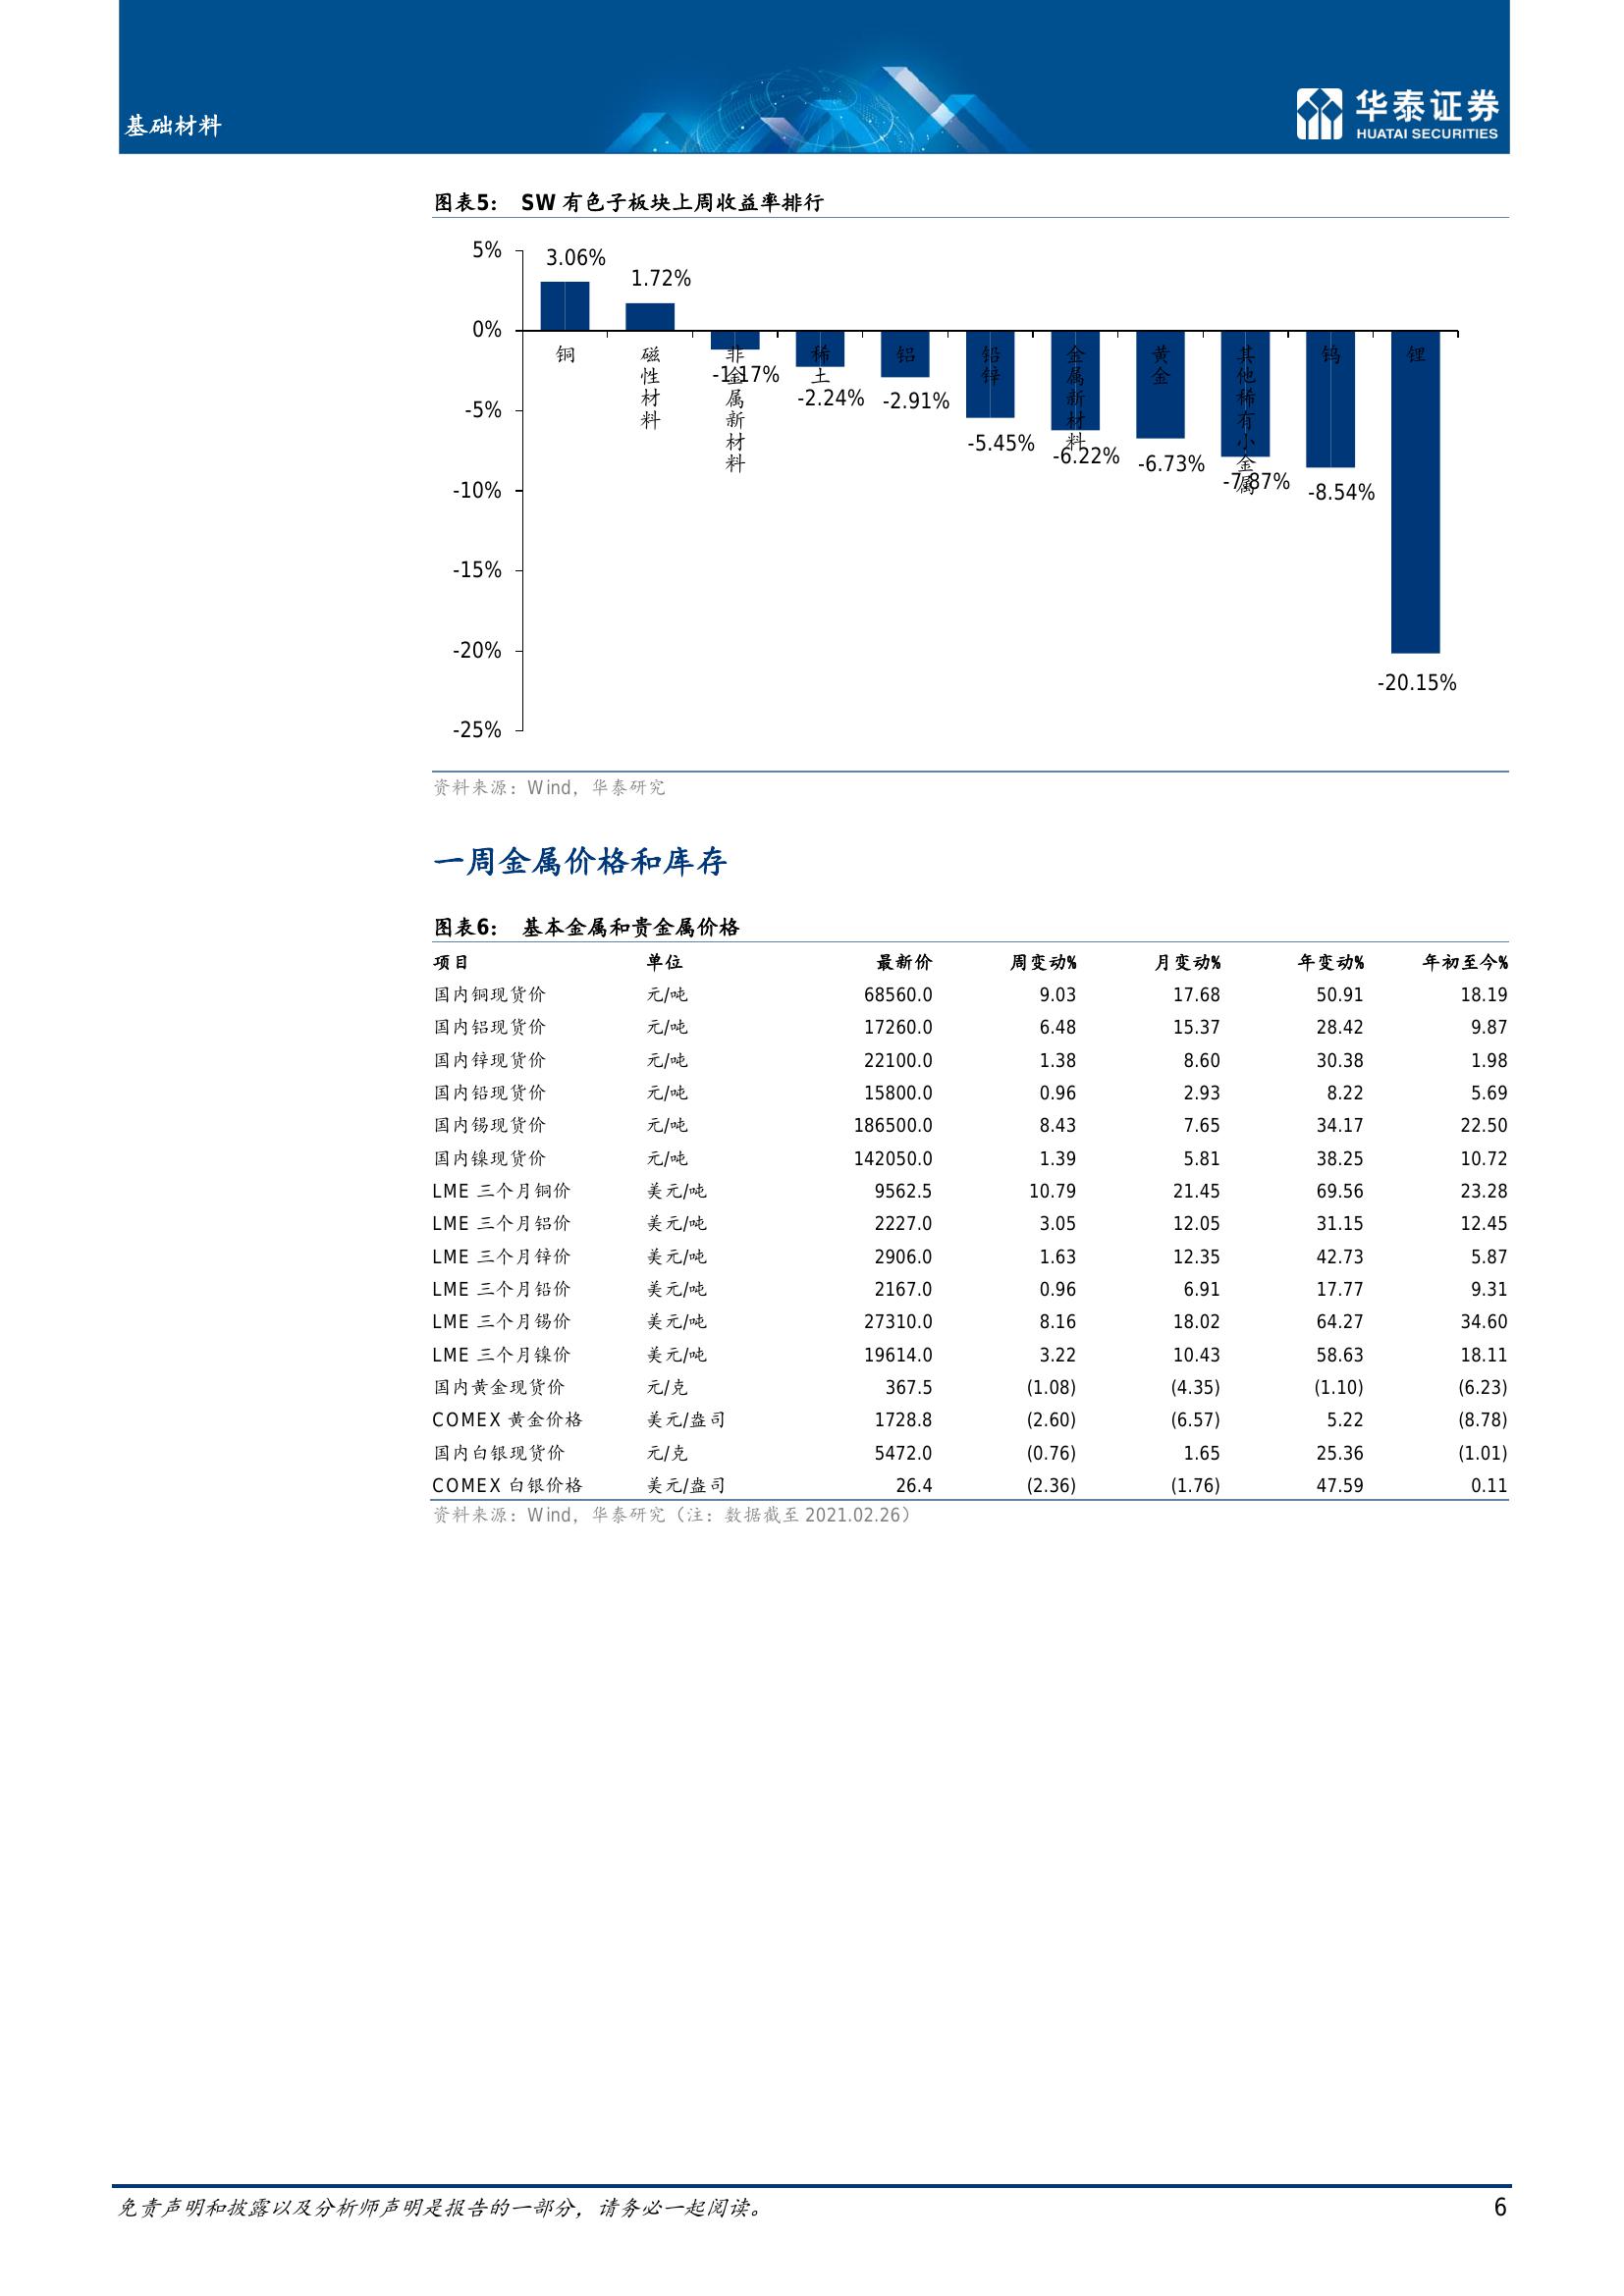 基础材料
华泰证券
HUATAI SECURITIES
图表5： SW 有色子板块上周收益率排行
5%
0%
-5%
-10%
-15%
-20%
-25%
3.06%
1.72%
-1.17%
-2.24%
-2.91%
-5.45%
-6.22%
-6.73%
-7.87%
-8.54%
-20.15%
铜
磁性材料
非金属新材料
稀土
铝
铅锌
金属新材料
黄金
其他稀有小金属
钨
锂
资料来源：Wind，华泰研究
一周金属价格和库存
图表6： 基本金属和贵金属价格
项目 单位 最新价 周变动% 月变动% 年变动% 年初至今%
国内铜现货价 元/吨 68560.0 9.03 17.68 50.91 18.19
国内铝现货价 元/吨 17260.0 6.48 15.37 28.42 9.87
国内锌现货价 元/吨 22100.0 1.38 8.60 30.38 1.98
国内铅现货价 元/吨 15800.0 0.96 2.93 8.22 5.69
国内锡现货价 元/吨 186500.0 8.43 7.65 34.17 22.50
国内镍现货价 元/吨 142050.0 1.39 5.81 38.25 10.72
LME 三个月铜价 美元/吨 9562.5 10.79 21.45 69.56 23.28
LME 三个月铝价 美元/吨 2227.0 3.05 12.05 31.15 12.45
LME 三个月锌价 美元/吨 2906.0 1.63 12.35 42.73 5.87
LME 三个月铅价 美元/吨 2167.0 0.96 6.91 17.77 9.31
LME 三个月锡价 美元/吨 27310.0 8.16 18.02 64.27 34.60
LME 三个月镍价 美元/吨 19614.0 3.22 10.43 58.63 18.11
国内黄金现货价 元/克 367.5 (1.08) (4.35) (1.10) (6.23)
COMEX 黄金价格 美元/盎司 1728.8 (2.60) (6.57) 5.22 (8.78)
国内白银现货价 元/克 5472.0 (0.76) 1.65 25.36 (1.01)
COMEX 白银价格 美元/盎司 26.4 (2.36) (1.76) 47.59 0.11
资料来源：Wind，华泰研究（注：数据截至 2021.02.26）
免责声明和披露以及分析师声明是报告的一部分，请务必一起阅读。 6